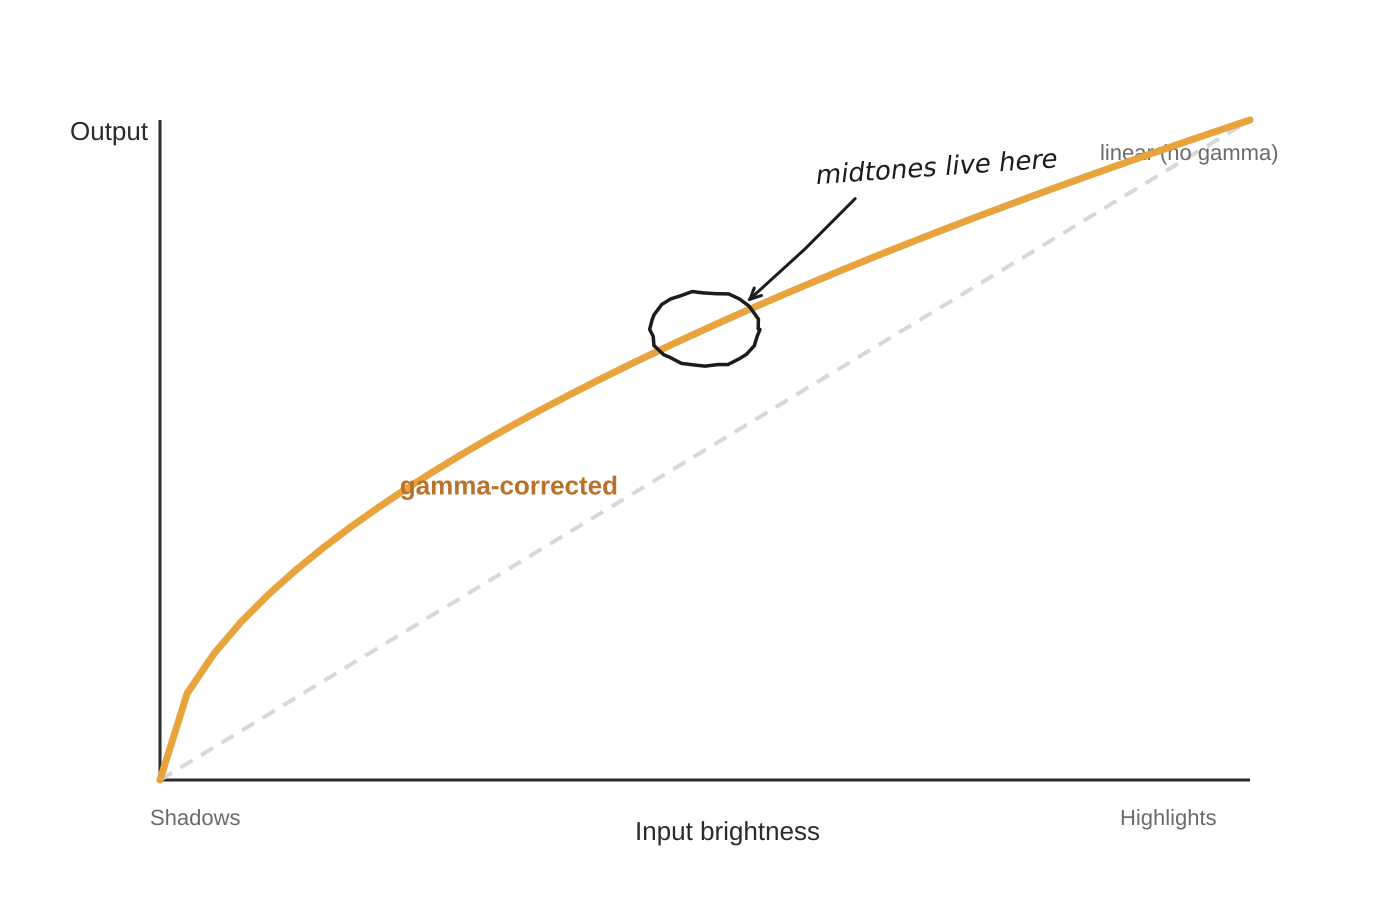 Output
midtones live here
linear (no gamma)
gamma-corrected
Shadows
Input brightness
Highlights